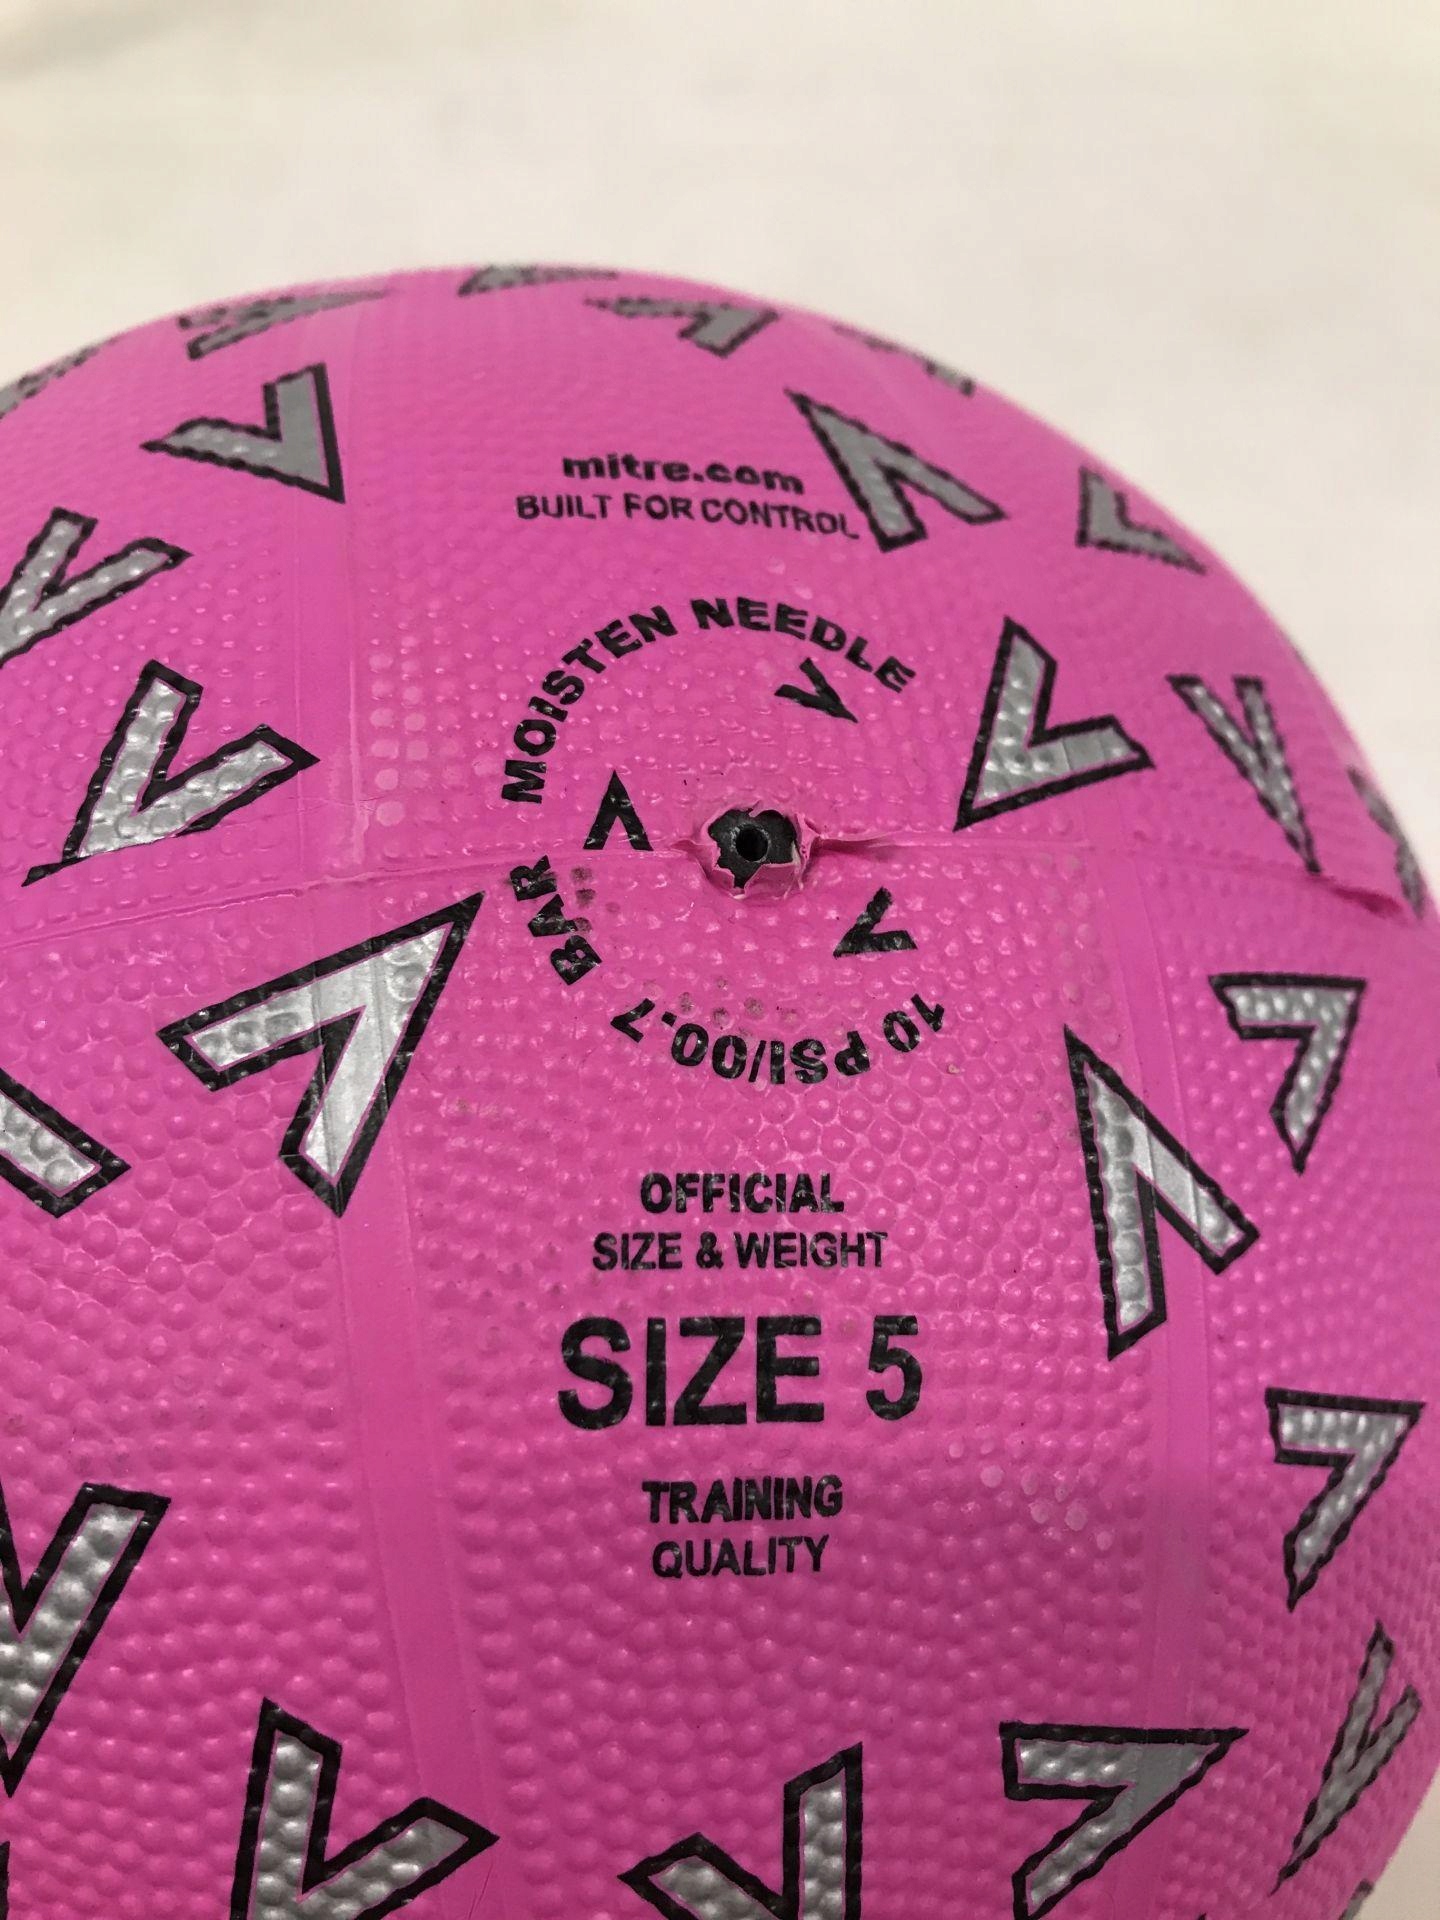 mitre.com
BUILT FOR CONTROL
MOISTEN NEEDLE
10 PSI/00.7 BAR
OFFICIAL
SIZE & WEIGHT
SIZE 5
TRAINING
QUALITY